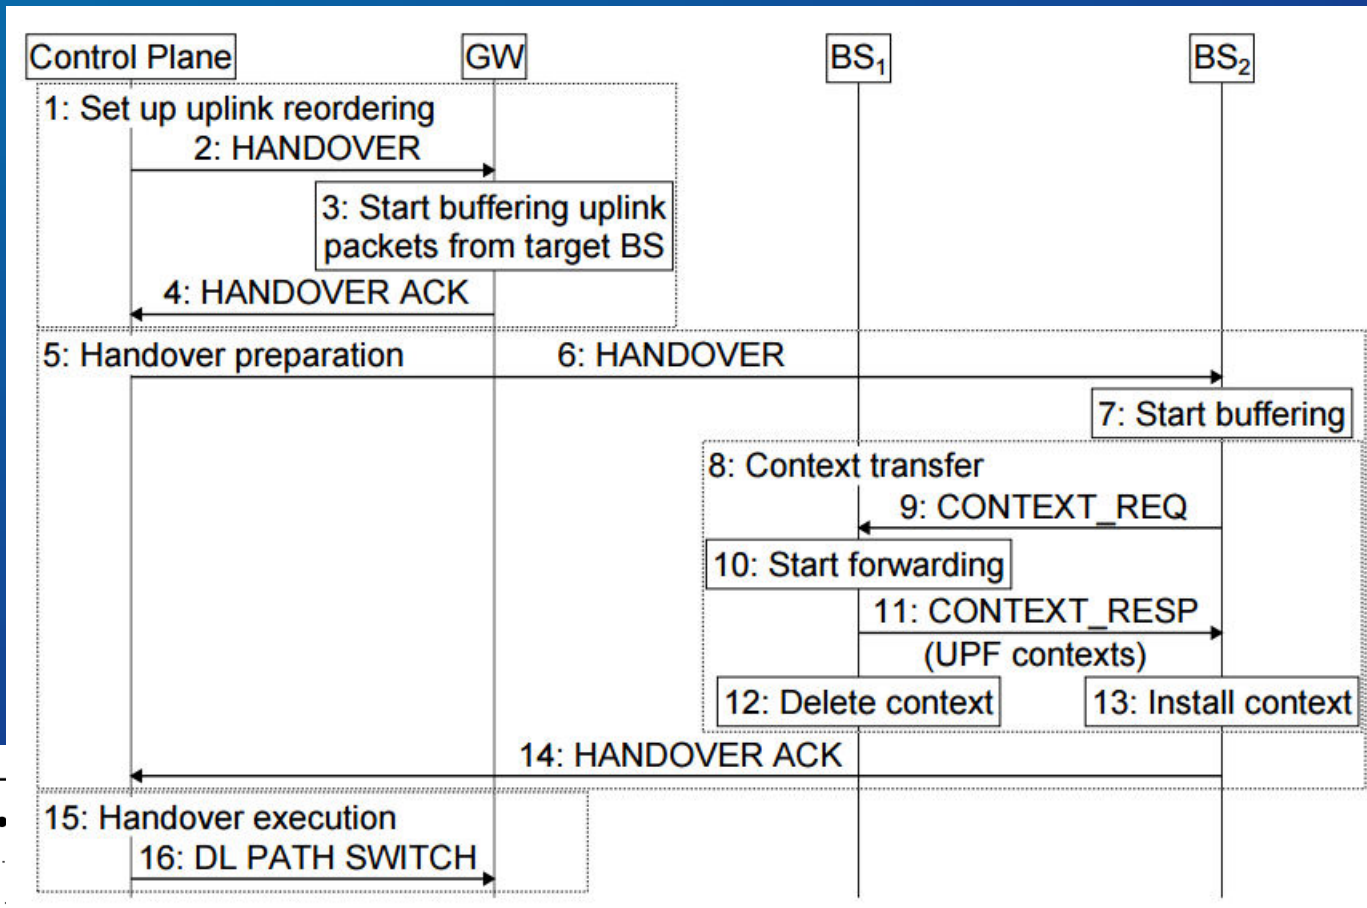 Control Plane
GW
BS₁
BS₂
1: Set up uplink reordering
2: HANDOVER
3: Start buffering uplink
packets from target BS
4: HANDOVER ACK
5: Handover preparation
6: HANDOVER
7: Start buffering
8: Context transfer
9: CONTEXT_REQ
10: Start forwarding
11: CONTEXT_RESP
(UPF contexts)
12: Delete context
13: Install context
14: HANDOVER ACK
15: Handover execution
16: DL PATH SWITCH